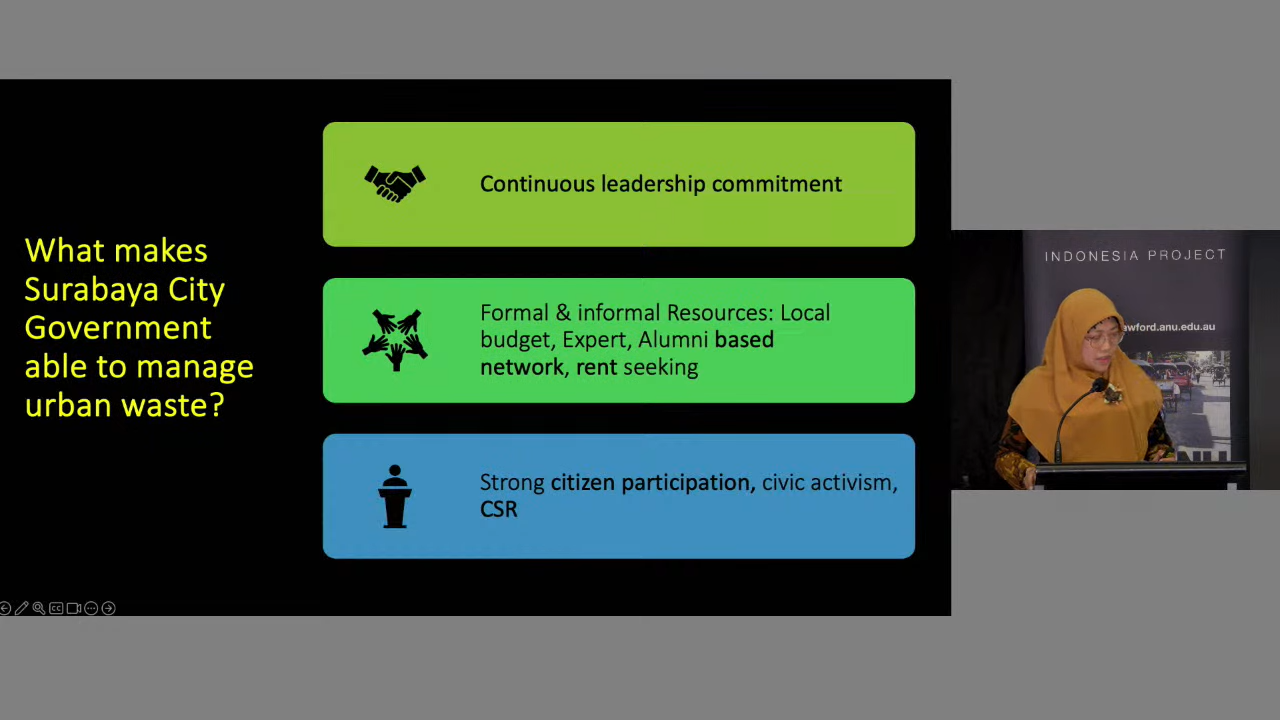 What makes
Surabaya City
Government
able to manage
urban waste?
Continuous leadership commitment
Formal & informal Resources: Local
budget, Expert, Alumni based
network, rent seeking
Strong citizen participation, civic activism,
CSR
INDONESIA PROJECT
awford.anu.edu.au